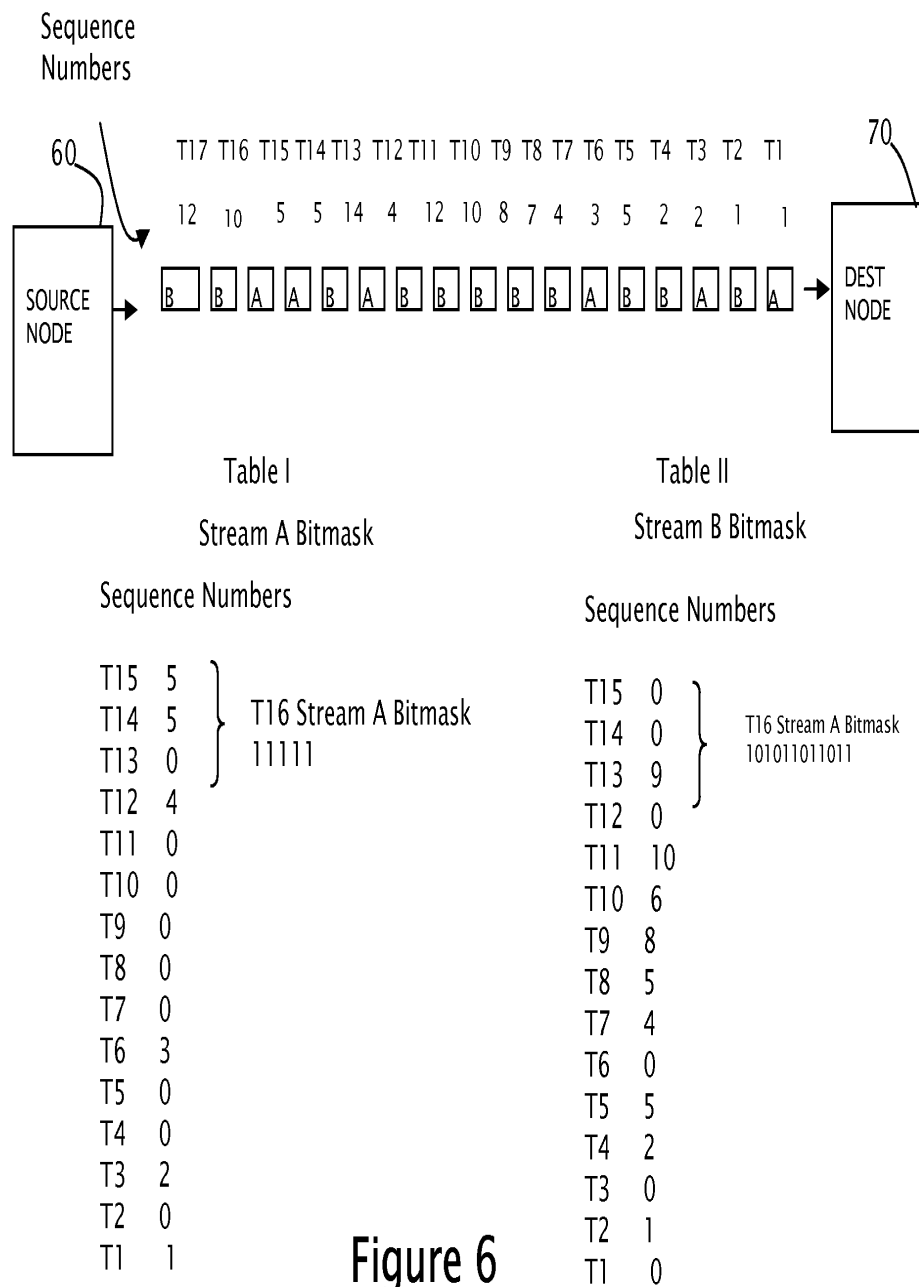 Sequence
Numbers
60
T17 T16 T15 T14 T13 T12 T11 T10 T9 T8 T7 T6 T5 T4 T3 T2 T1
70
12 10 5 5 14 4 12 10 8 7 4 3 5 2 2 1 1
SOURCE
NODE
B B A A B A B B B B B A B B A B A
DEST
NODE
Table I
Stream A Bitmask
Sequence Numbers
T15 5
T14 5
T13 0
T12 4
T11 0
T10 0
T9 0
T8 0
T7 0
T6 3
T5 0
T4 0
T3 2
T2 0
T1 1
T16 Stream A Bitmask
11111
Table II
Stream B Bitmask
Sequence Numbers
T15 0
T14 0
T13 9
T12 0
T11 10
T10 6
T9 8
T8 5
T7 4
T6 0
T5 5
T4 2
T3 0
T2 1
T1 0
T16 Stream A Bitmask
101011011011
Figure 6